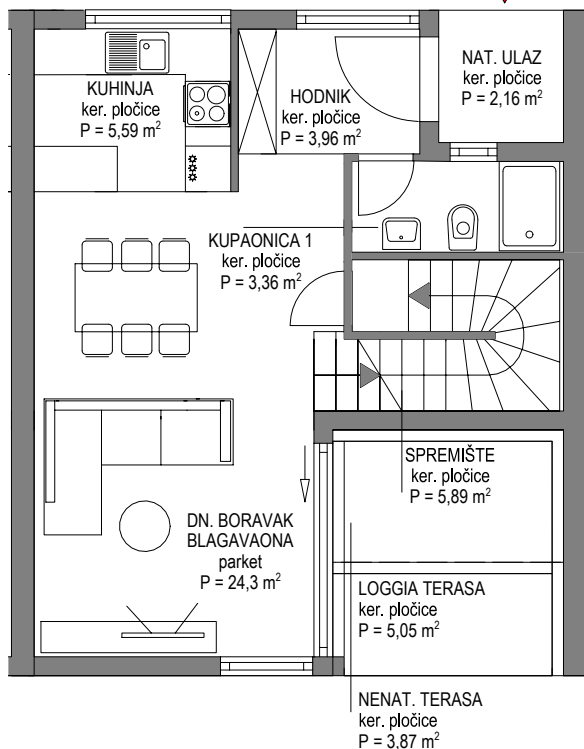 KUHINJA
ker. pločice
P = 5,59 m²
HODNIK
ker. pločice
P = 3,96 m²
NAT. ULAZ
ker. pločice
P = 2,16 m²
KUPAONICA 1
ker. pločice
P = 3,36 m²
SPREMIŠTE
ker. pločice
P = 5,89 m²
DN. BORAVAK
BLAGAVAONA
parket
P = 24,3 m²
LOGGIA TERASA
ker. pločice
P = 5,05 m²
NENAT. TERASA
ker. pločice
P = 3,87 m²